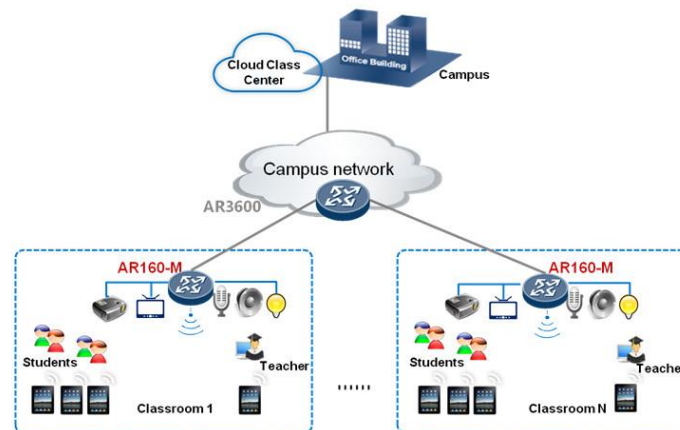 Cloud Class
Center
Office Building
Campus
Campus network
AR3600
AR160-M
Students
Teacher
Classroom 1
......
AR160-M
Students
Teache
Classroom N